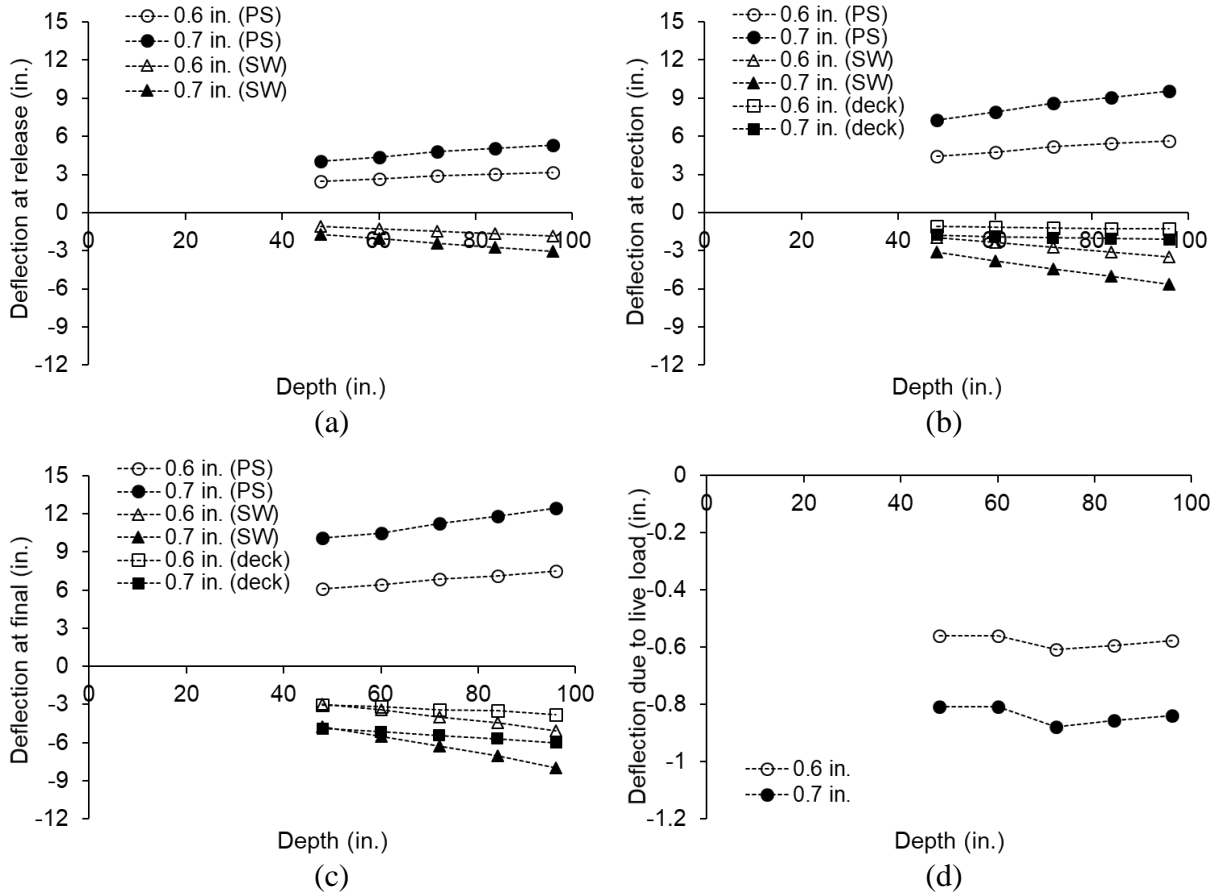 15
12
9
6
3
0
-3
-6
-9
-12
0 20 40 60 80 100
Deflection at release (in.)
Depth (in.)
0.6 in. (PS)
0.7 in. (PS)
0.6 in. (SW)
0.7 in. (SW)
(a)
15
12
9
6
3
0
-3
-6
-9
-12
0 20 40 60 80 100
Deflection at erection (in.)
Depth (in.)
0.6 in. (PS)
0.7 in. (PS)
0.6 in. (SW)
0.7 in. (SW)
0.6 in. (deck)
0.7 in. (deck)
(b)
15
12
9
6
3
0
-3
-6
-9
-12
0 20 40 60 80 100
Deflection at final (in.)
Depth (in.)
0.6 in. (PS)
0.7 in. (PS)
0.6 in. (SW)
0.7 in. (SW)
0.6 in. (deck)
0.7 in. (deck)
(c)
0
-0.2
-0.4
-0.6
-0.8
-1
-1.2
0 20 40 60 80 100
Deflection due to live load (in.)
Depth (in.)
0.6 in.
0.7 in.
(d)